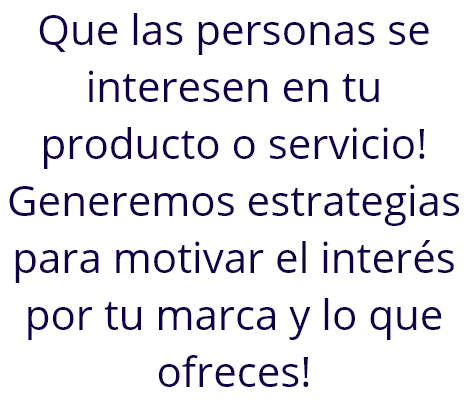 Que las personas se
interesen en tu
producto o servicio!
Generemos estrategias
para motivar el interés
por tu marca y lo que
ofreces!